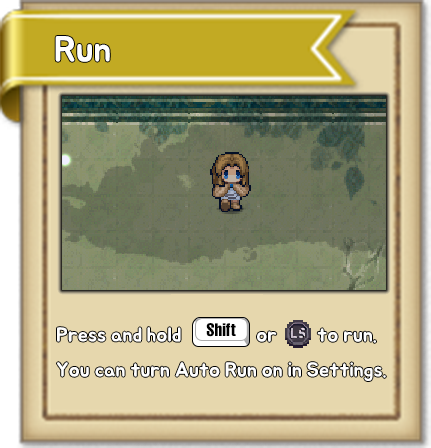 Run
Press and hold Shift or LS to run.
You can turn Auto Run on in Settings.